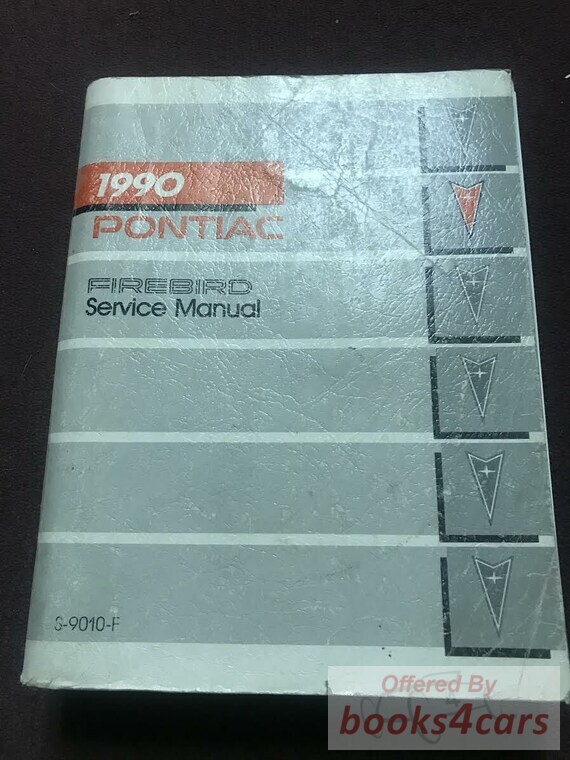 1990
PONTIAC
FIREBIRD
Service Manual
S-9010-F
Offered By
books4cars